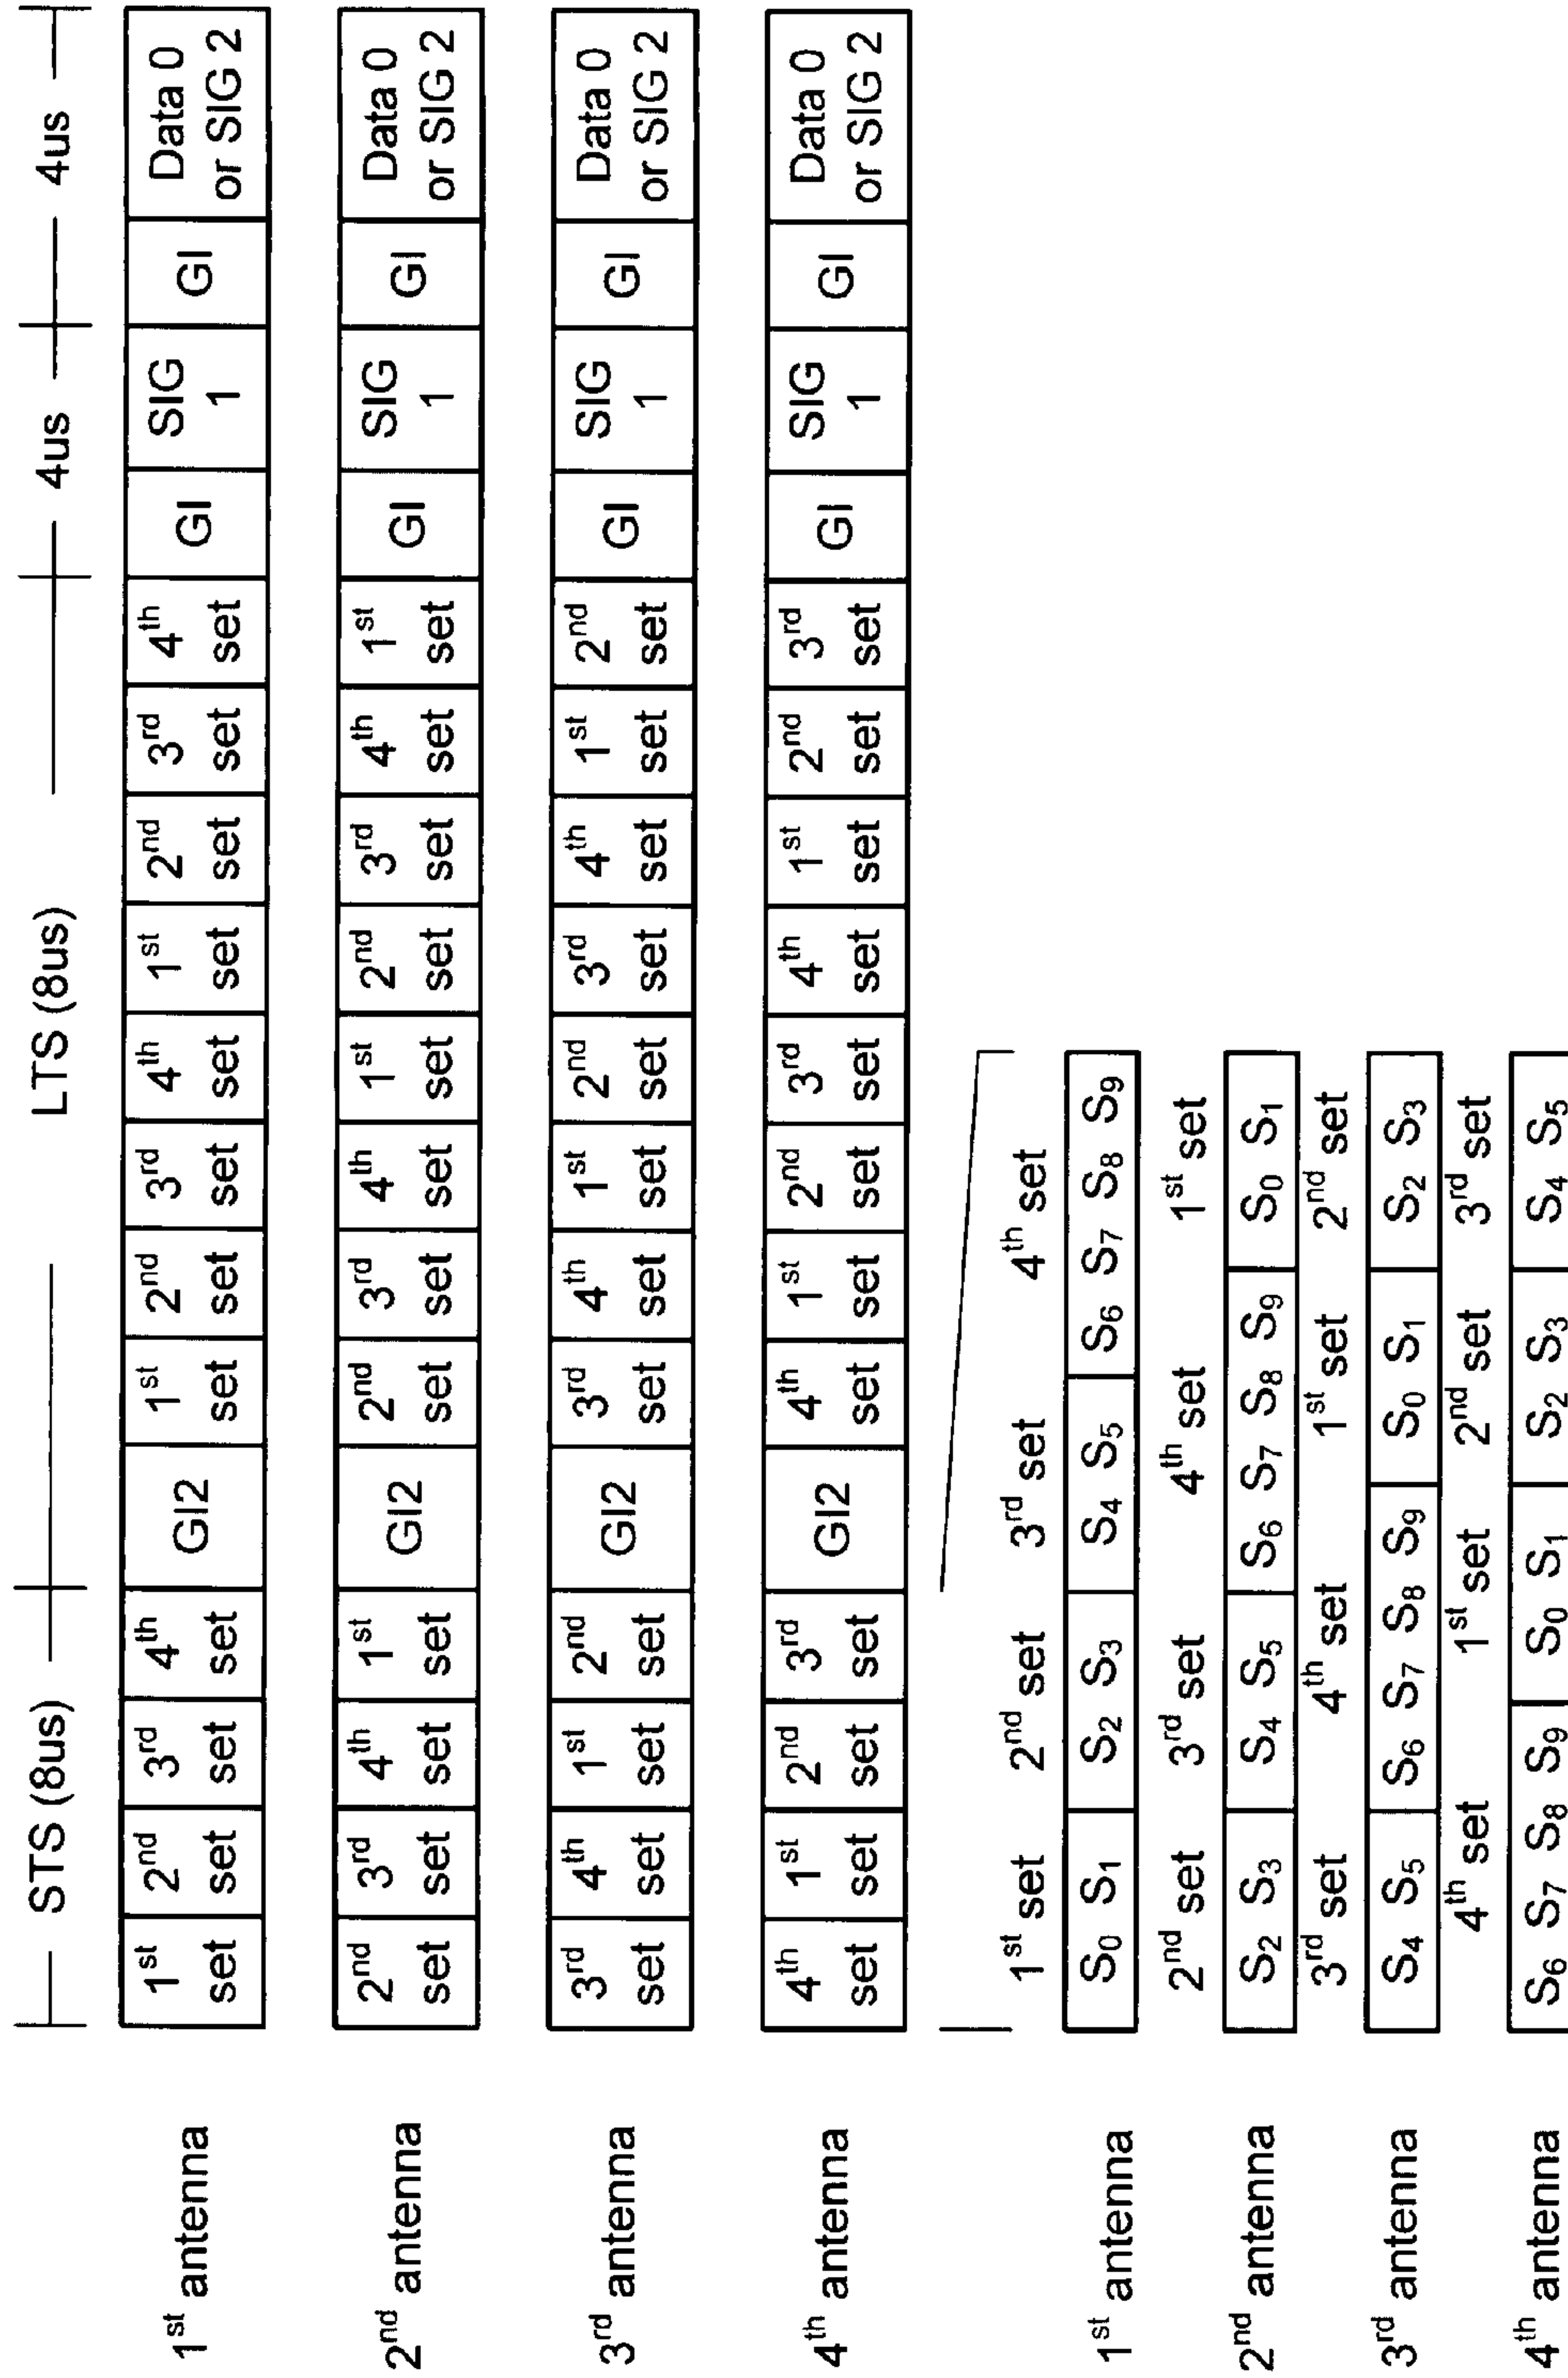 STS (8us) LTS (8us) 4us 4us
1st antenna
1st set 2nd set 3rd set 4th set GI2 1st set 2nd set 3rd set 4th set 1st set 2nd set 3rd set 4th set GI SIG 1 GI Data 0 or SIG 2
2nd antenna
2nd set 3rd set 4th set 1st set GI2 2nd set 3rd set 4th set 1st set 2nd set 3rd set 4th set 1st set GI SIG 1 GI Data 0 or SIG 2
3rd antenna
3rd set 4th set 1st set 2nd set GI2 3rd set 4th set 1st set 2nd set 3rd set 4th set 1st set 2nd set GI SIG 1 GI Data 0 or SIG 2
4th antenna
4th set 1st set 2nd set 3rd set GI2 4th set 1st set 2nd set 3rd set 4th set 1st set 2nd set 3rd set GI SIG 1 GI Data 0 or SIG 2
1st set 2nd set 3rd set 4th set
1st antenna S0 S1 S2 S3 S4 S5 S6 S7 S8 S9
2nd set 3rd set 4th set 1st set
2nd antenna S2 S3 S4 S5 S6 S7 S8 S9 S0 S1
3rd set 4th set 1st set 2nd set
3rd antenna S4 S5 S6 S7 S8 S9 S0 S1 S2 S3
4th set 1st set 2nd set 3rd set
4th antenna S6 S7 S8 S9 S0 S1 S2 S3 S4 S5